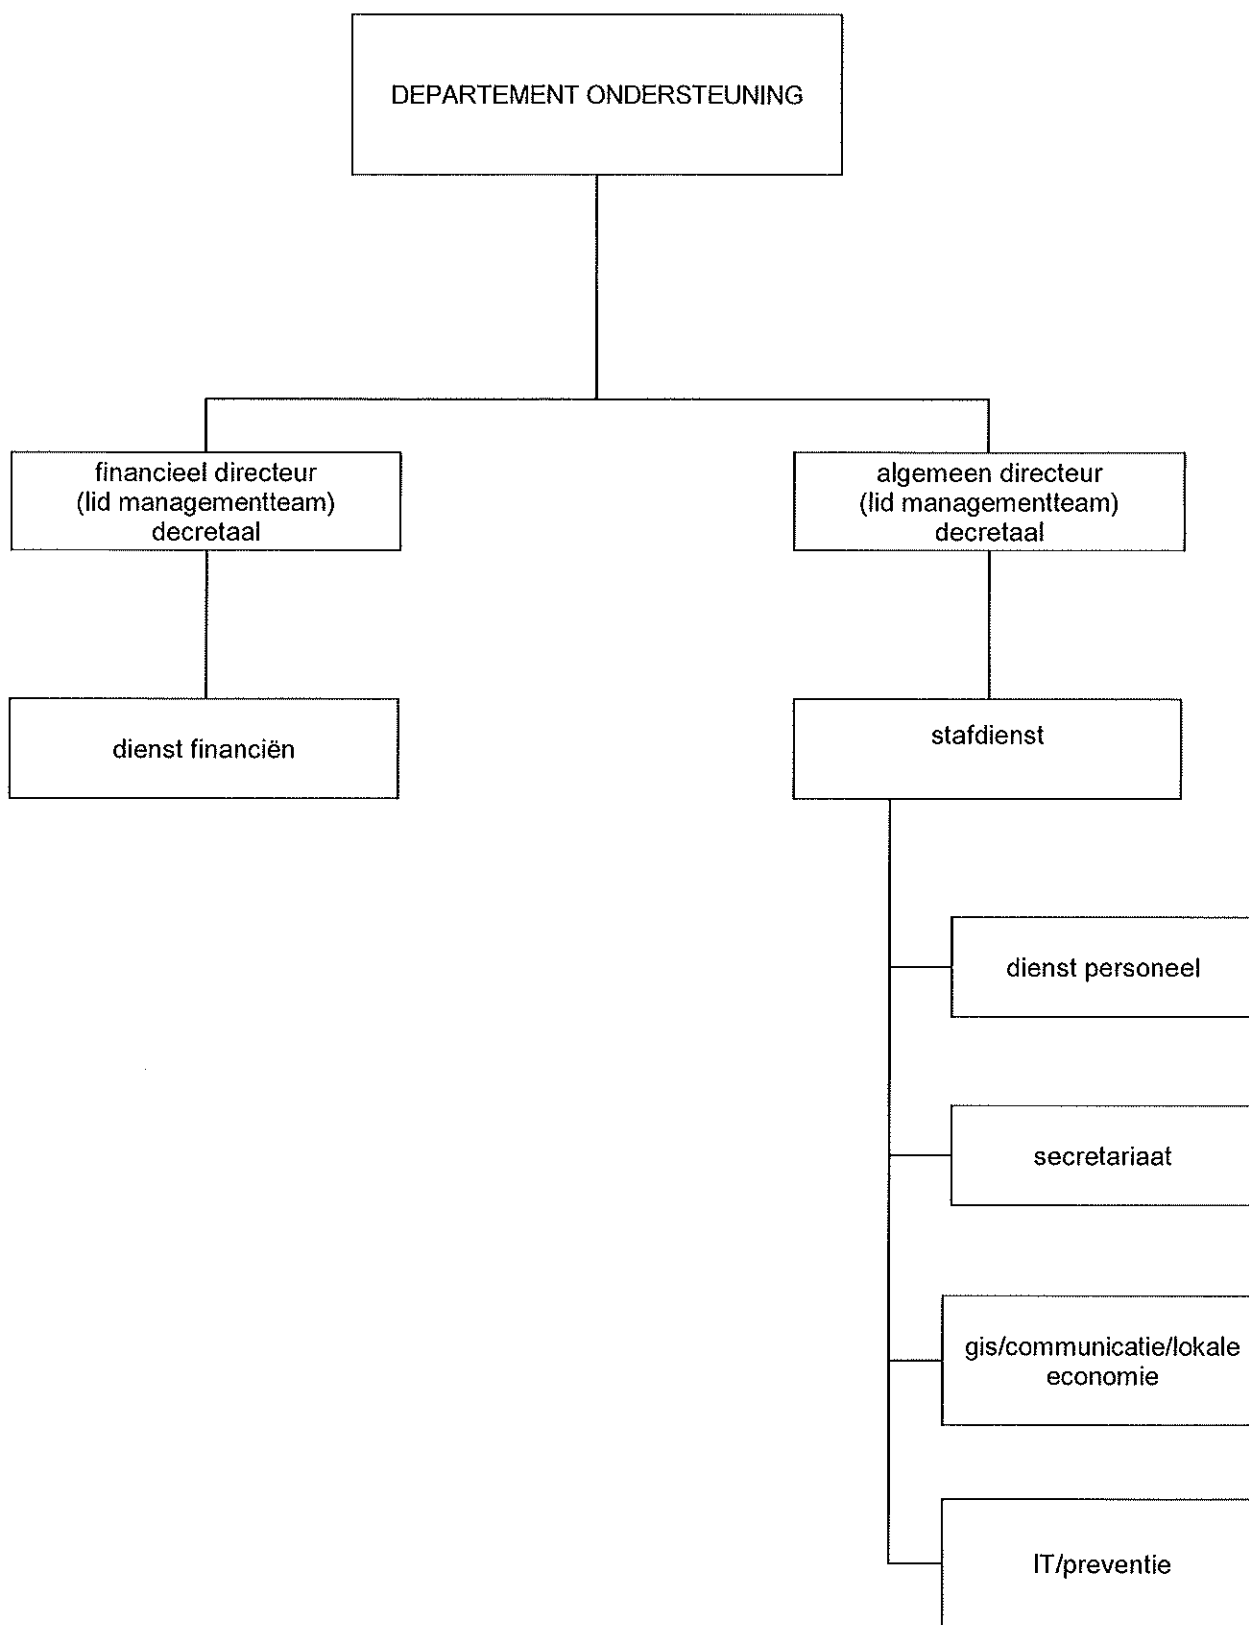 DEPARTEMENT ONDERSTEUNING
financieel directeur
(lid managementteam)
decretaal
algemeen directeur
(lid managementteam)
decretaal
dienst financiën
stafdienst
dienst personeel
secretariaat
gis/communicatie/lokale
economie
IT/preventie